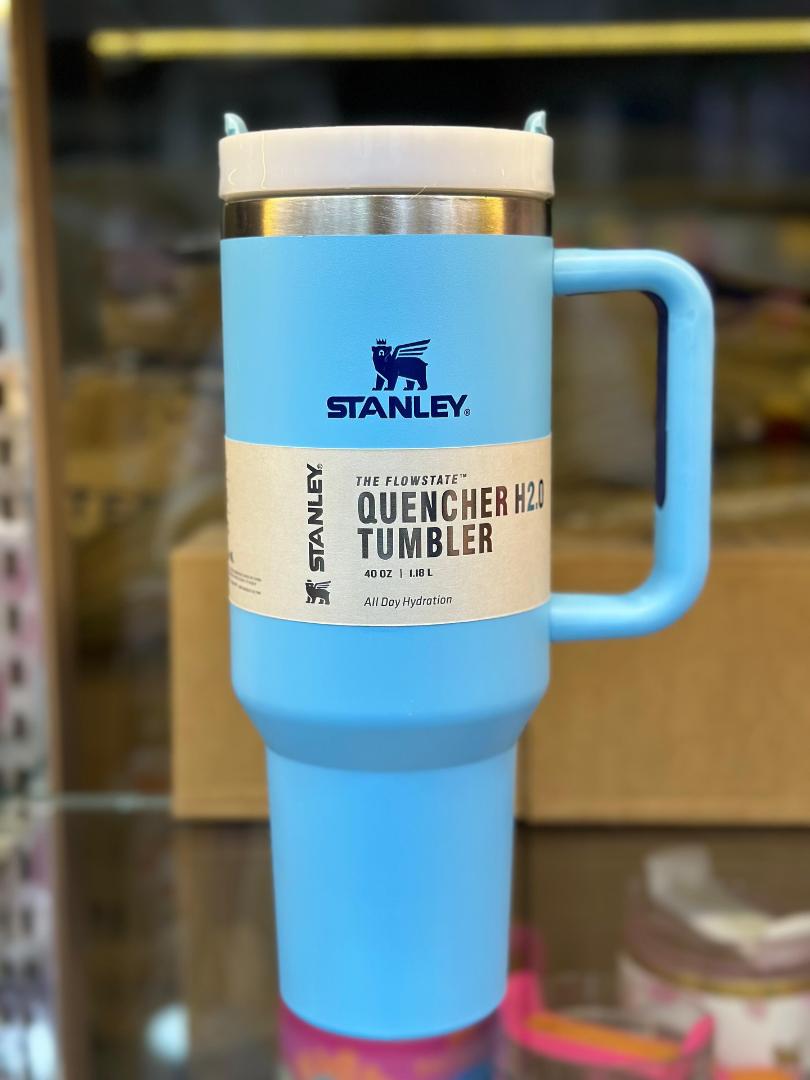 STANLEY®
STANLEY®
THE FLOWSTATE™
QUENCHER H2.0
TUMBLER
40 OZ | 1.18 L
All Day Hydration